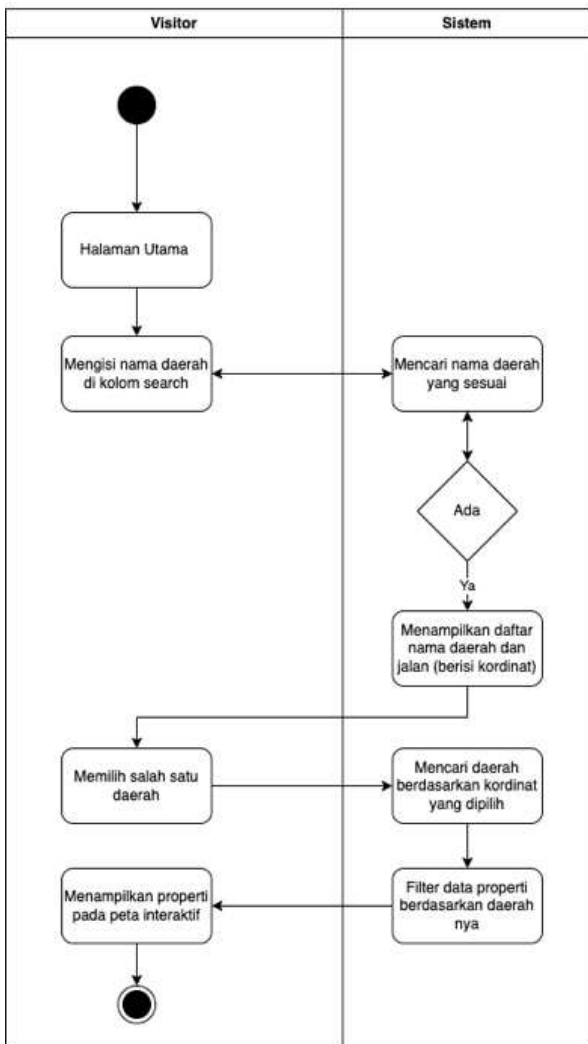 Visitor
Sistem
Halaman Utama
Mengisi nama daerah
di kolom search
Mencari nama daerah
yang sesuai
Ada
Ya
Menampilkan daftar
nama daerah dan
jalan (berisi kordinat)
Memilih salah satu
daerah
Mencari daerah
berdasarkan kordinat
yang dipilih
Menampilkan properti
pada peta interaktif
Filter data properti
berdasarkan daerah
nya